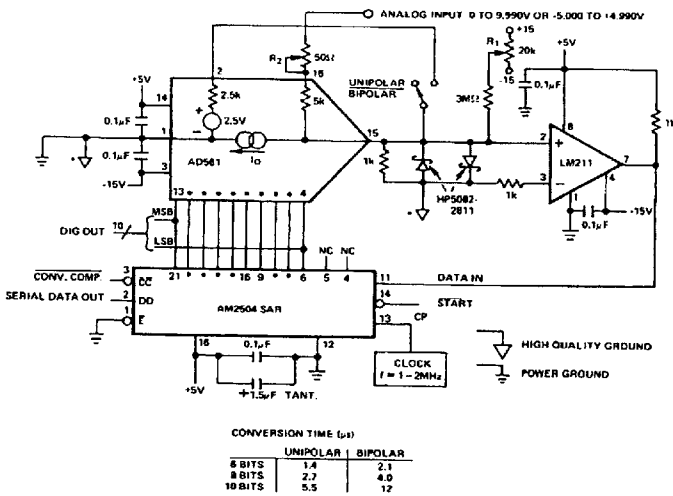 ANALOG INPUT 0 TO 9.990V OR -5.000 TO +4.990V
R2
50Ω
16
2
+5V
14
0.1µF
1
0.1µF
3
-15V
2.5k
+
-
2.5V
5k
IO
AD561
15
1k
UNIPOLAR
BIPOLAR
+15
R1
20k
-15
3MΩ
0.1µF
+5V
8
2
+
LM211
7
3
-
4
1
0.1µF
-15V
1k
HP5082-
2811
13
4
MSB
DIG OUT
10
LSB
21
16
9
6
NC
NC
5
4
CONV. COMP.
3
CC
SERIAL DATA OUT
2
DO
1
E
AM2504 SAR
11
DATA IN
14
START
13
CP
16
12
0.1µF
+5V
+
1.5µF TANT.
CLOCK
f = 1-2MHz
HIGH QUALITY GROUND
POWER GROUND
CONVERSION TIME (µs)
UNIPOLAR BIPOLAR
6 BITS 1.4 2.1
8 BITS 2.7 4.0
10 BITS 5.5 12